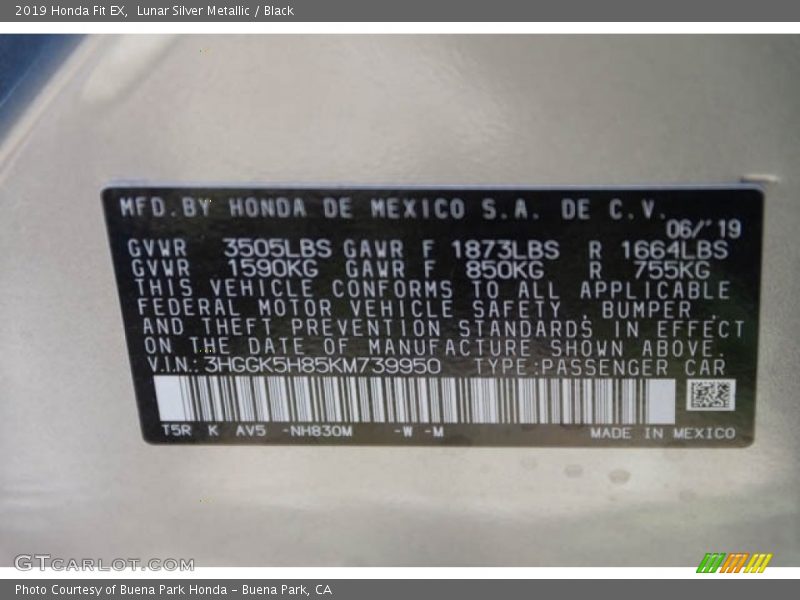 2019 Honda Fit EX,  Lunar Silver Metallic / Black
MFD.BY HONDA DE MEXICO S.A. DE C.V.
06/'19
GVWR 3505LBS GAWR F 1873LBS R 1664LBS
GVWR 1590KG GAWR F 850KG R 755KG
THIS VEHICLE CONFORMS TO ALL APPLICABLE
FEDERAL MOTOR VEHICLE SAFETY , BUMPER ,
AND THEFT PREVENTION STANDARDS IN EFFECT
ON THE DATE OF MANUFACTURE SHOWN ABOVE.
V.IN.: 3HGGK5H85KM739950 TYPE:PASSENGER CAR
T5R K AV5 -NH830M -W -M MADE IN MEXICO
GTCARLOT.COM
Photo Courtesy of Buena Park Honda – Buena Park, CA